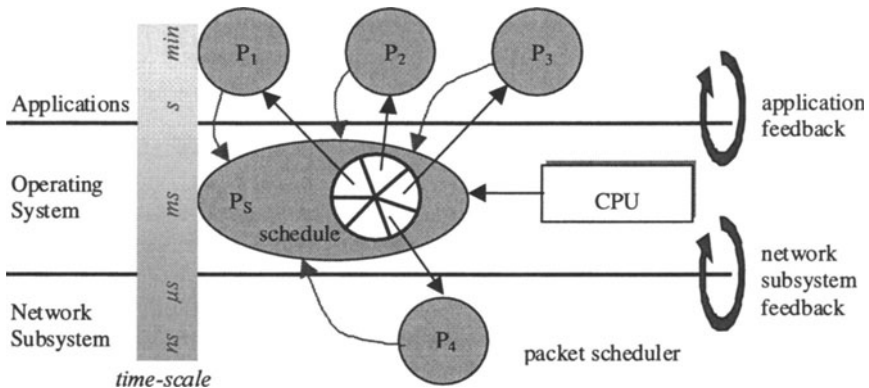 min
P1
P2
P3
Applications
s
application
feedback
Operating
System
ms
PS
schedule
CPU
network
subsystem
feedback
μs
Network
Subsystem
ns
P4
packet scheduler
time-scale